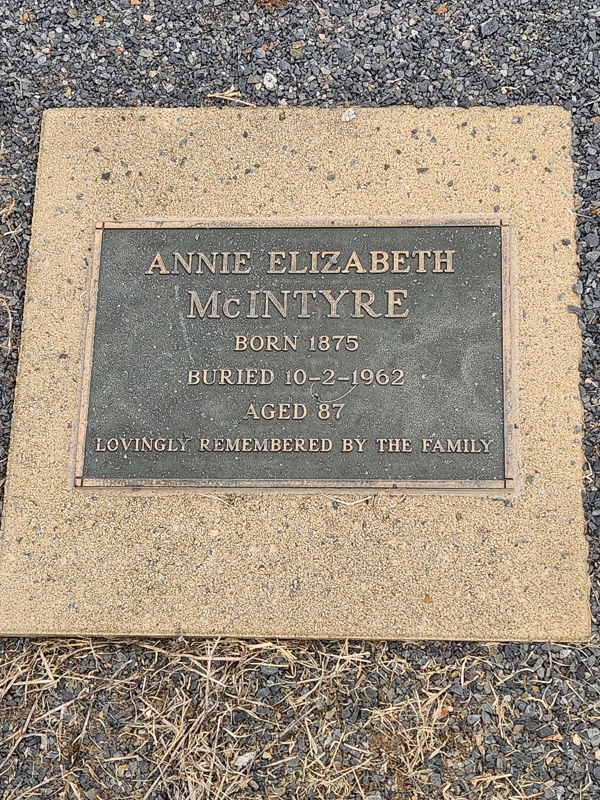 ANNIE ELIZABETH
McINTYRE
BORN 1875
BURIED 10-2-1962
AGED 87
LOVINGLY REMEMBERED BY THE FAMILY